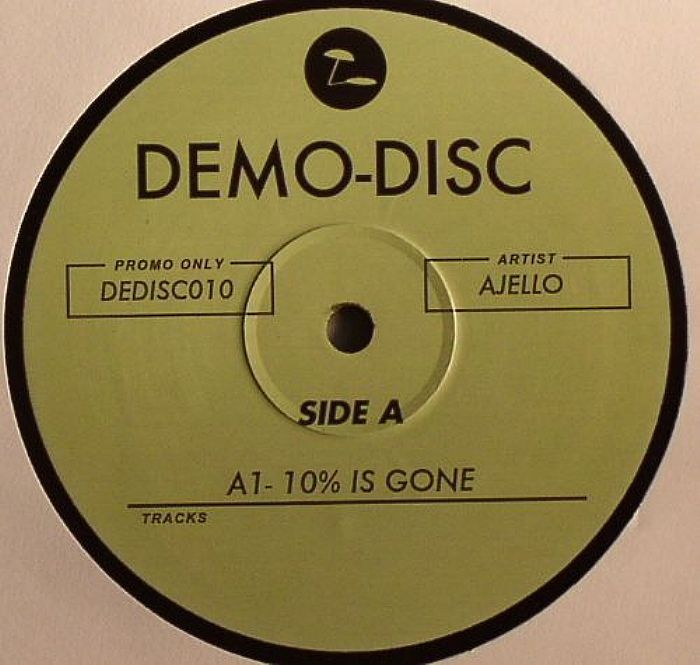 DEMO-DISC
PROMO ONLY
DEDISC010
ARTIST
AJELLO
SIDE A
A1- 10% IS GONE
TRACKS